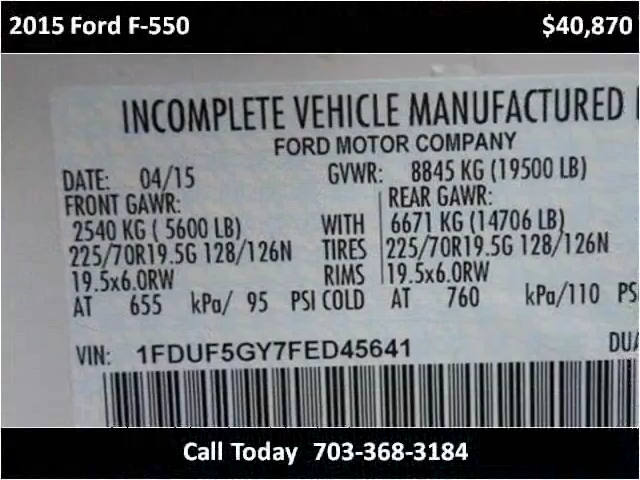 2015 Ford F-550 $40,870
INCOMPLETE VEHICLE MANUFACTURED
FORD MOTOR COMPANY
DATE: 04/15 GVWR: 8845 KG (19500 LB)
FRONT GAWR: REAR GAWR:
2540 KG ( 5600 LB) WITH 6671 KG (14706 LB)
225/70R19.5G 128/126N TIRES 225/70R19.5G 128/126N
19.5x6.0RW RIMS 19.5x6.0RW
AT 655 kPa/ 95 PSI COLD AT 760 kPa/110 PS
VIN: 1FDUF5GY7FED45641 DUA
Call Today 703-368-3184